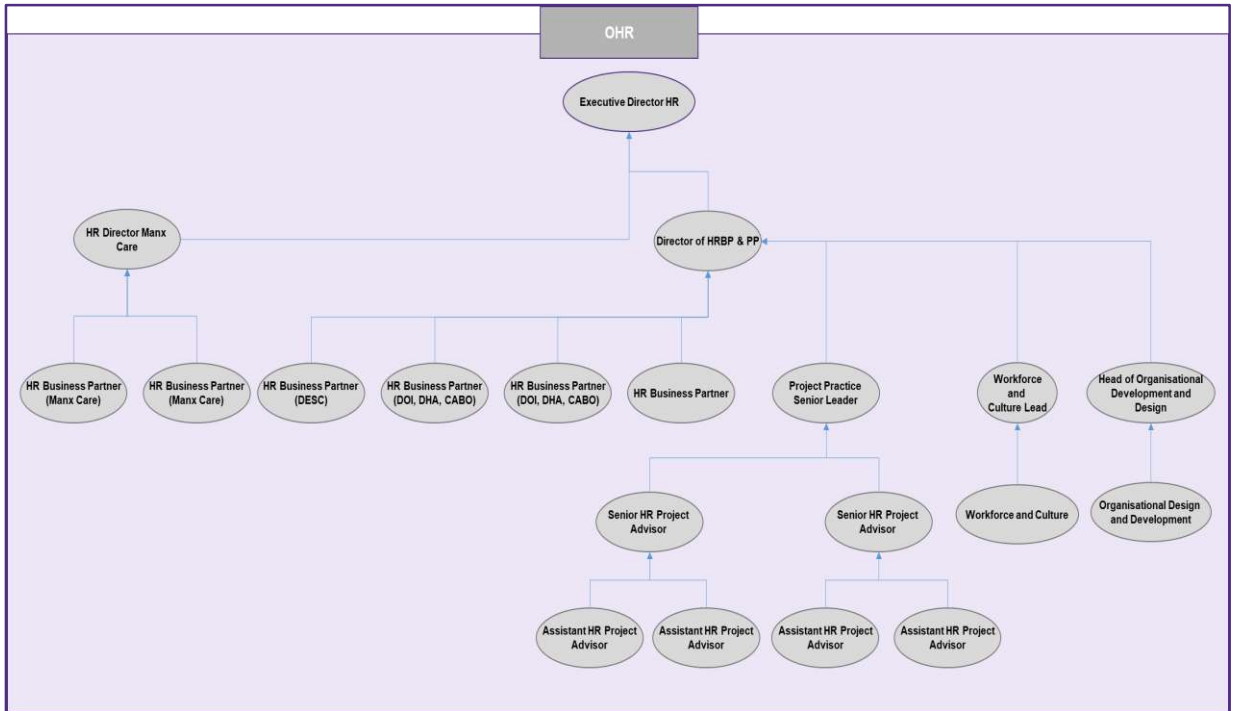 OHR
Executive Director HR
HR Director Manx
Care
Director of HRBP & PP
HR Business Partner
(Manx Care)
HR Business Partner
(Manx Care)
HR Business Partner
(DESC)
HR Business Partner
(DOI, DHA, CABO)
HR Business Partner
(DOI, DHA, CABO)
HR Business Partner
Project Practice
Senior Leader
Workforce
and
Culture Lead
Head of Organisational
Development and
Design
Senior HR Project
Advisor
Senior HR Project
Advisor
Workforce and Culture
Organisational Design
and Development
Assistant HR Project
Advisor
Assistant HR Project
Advisor
Assistant HR Project
Advisor
Assistant HR Project
Advisor